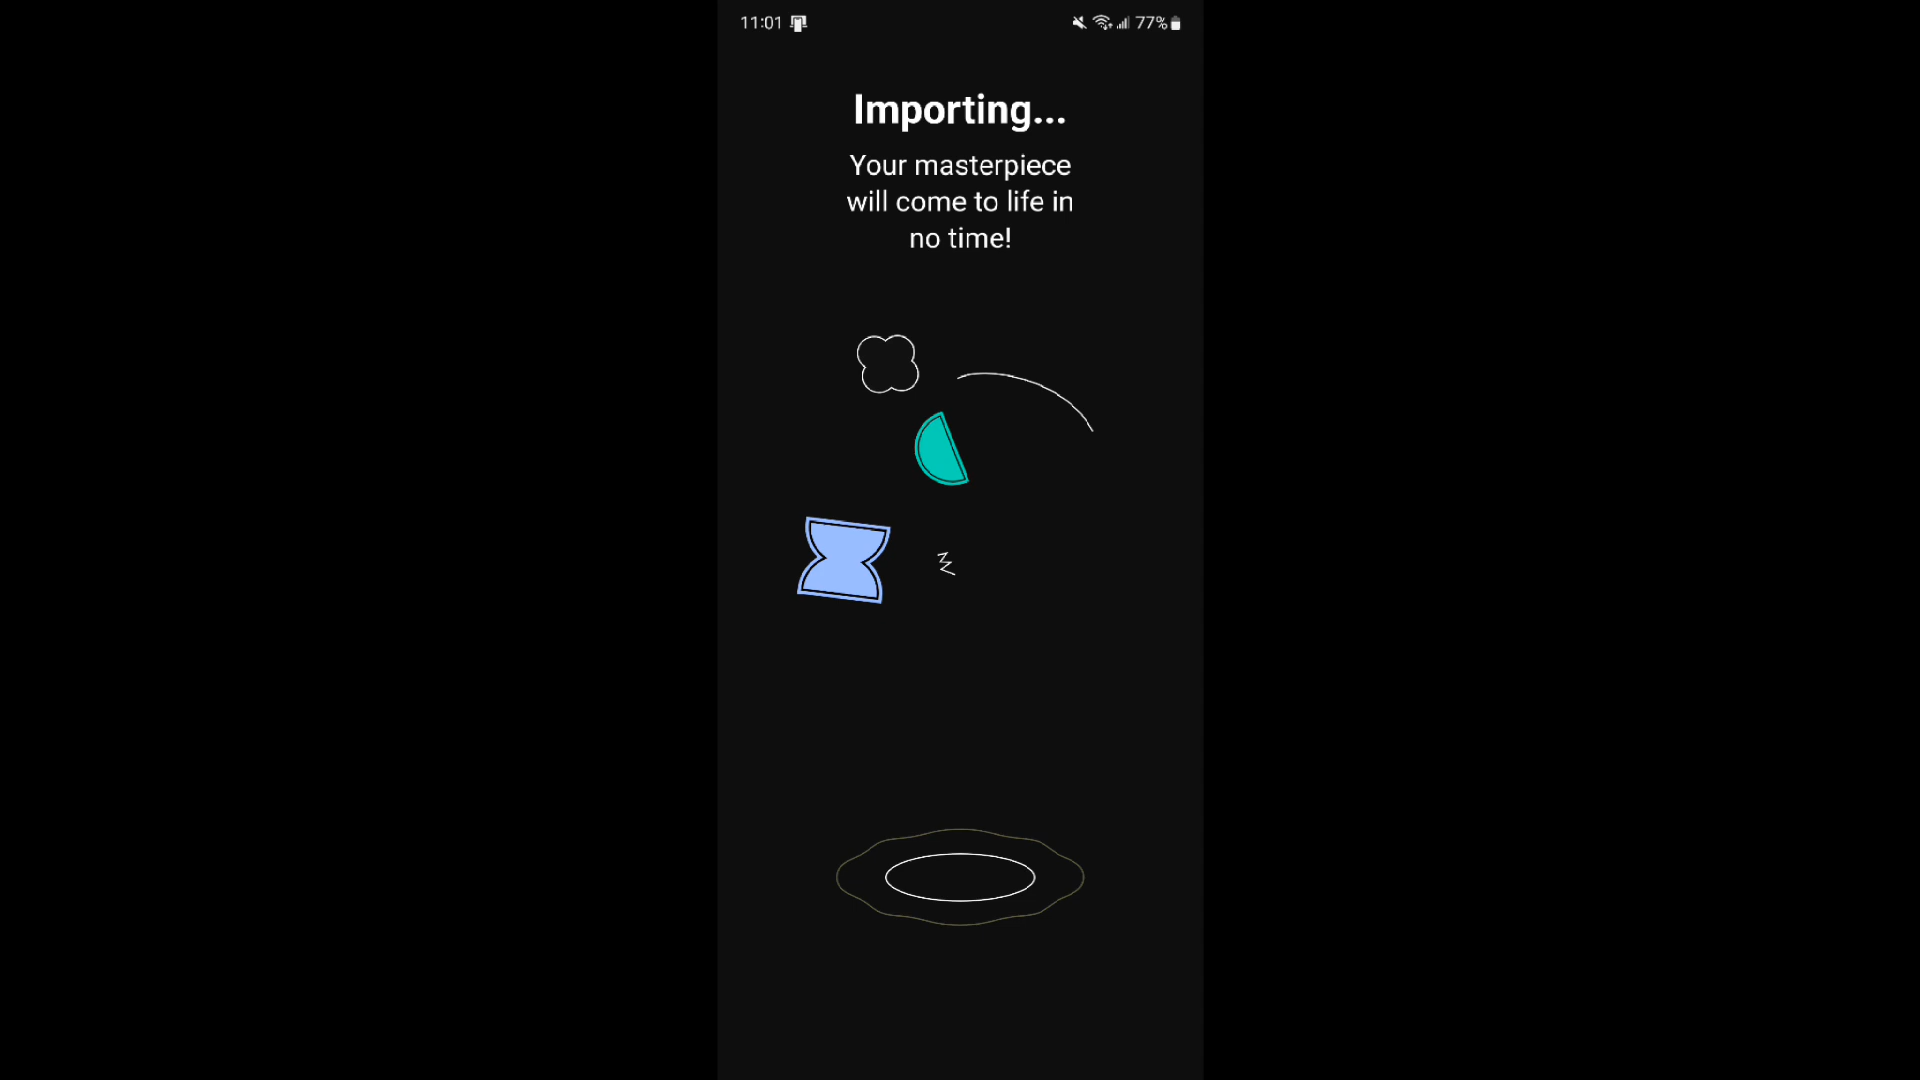 11:01 77%
Importing...
Your masterpiece
will come to life in
no time!